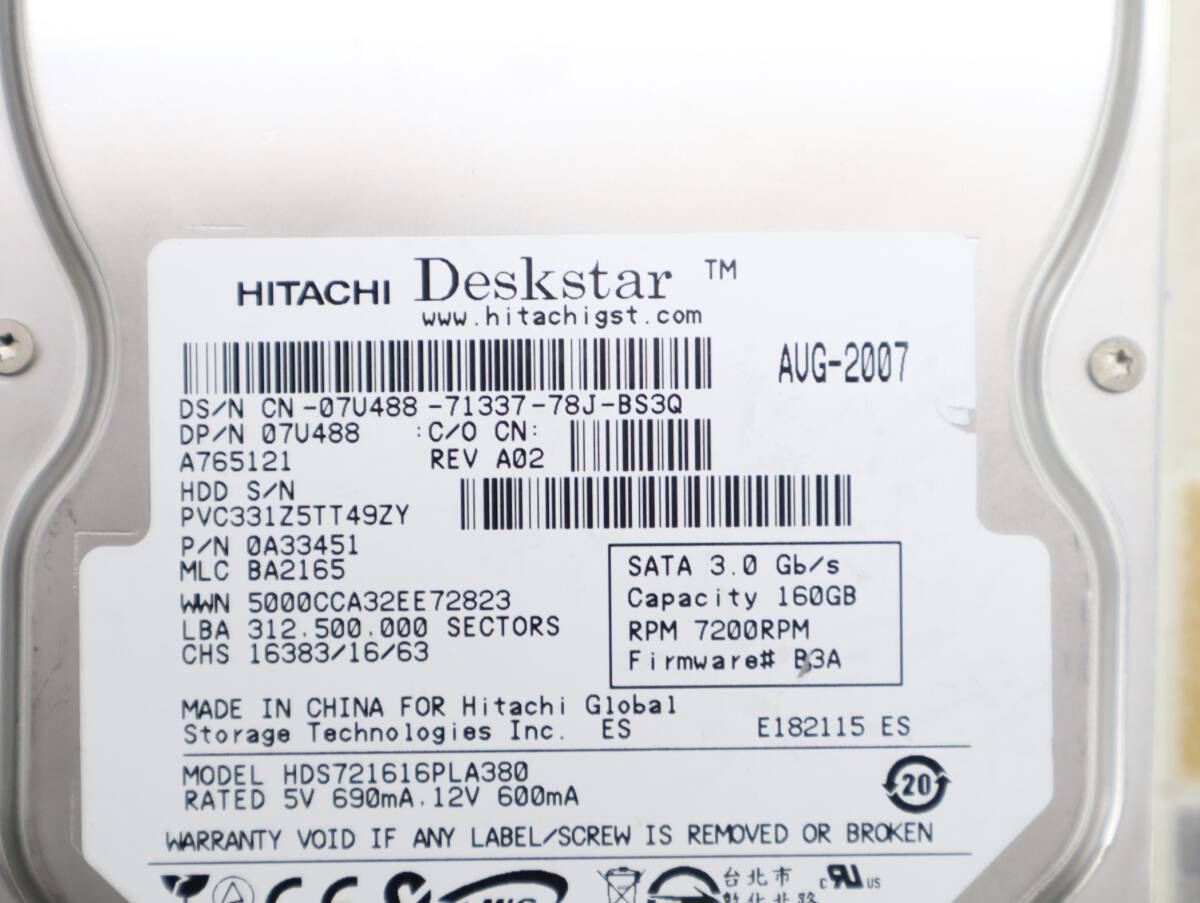 HITACHI Deskstar ™
www.hitachigst.com
AUG-2007
DS/N CN -07U488 -71337-78J-BS3Q
DP/N 07U488 :C/O CN:
A765121 REV A02
HDD S/N
PVC331Z5TT49ZY
P/N 0A33451
MLC BA2165
WWN 5000CCA32EE72823
LBA 312.500.000 SECTORS
CHS 16383/16/63
SATA 3.0 Gb/s
Capacity 160GB
RPM 7200RPM
Firmware# B3A
MADE IN CHINA FOR Hitachi Global
Storage Technologies Inc. ES E182115 ES
MODEL HDS721616PLA380
RATED 5V 690mA.12V 600mA
20
WARRANTY VOID IF ANY LABEL/SCREW IS REMOVED OR BROKEN
台北市
c UL US